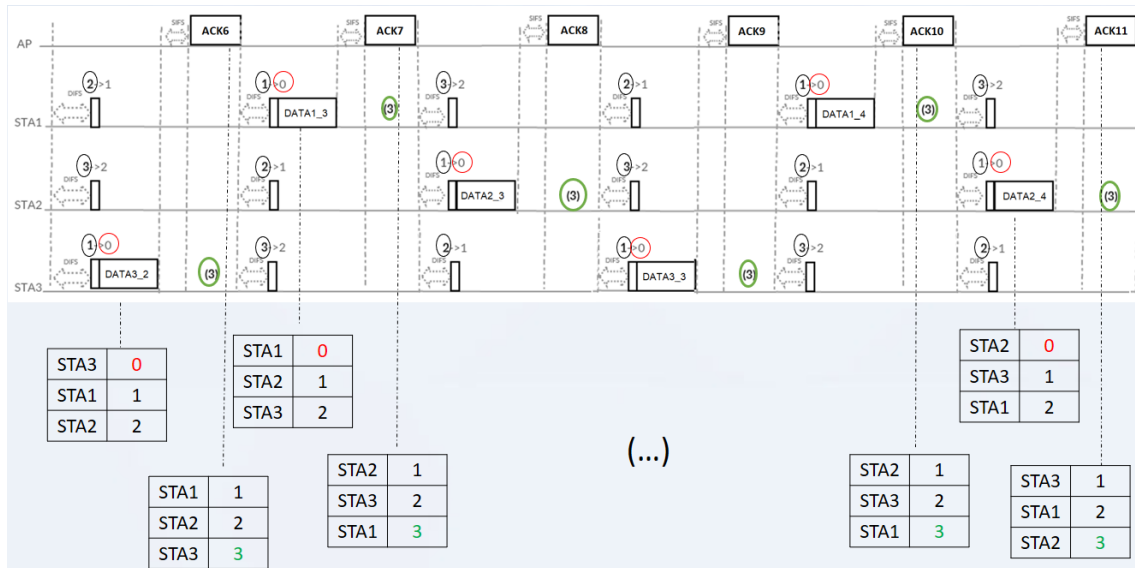 SIFS ACK6 SIFS ACK7 SIFS ACK8 SIFS ACK9 SIFS ACK10 SIFS ACK11
AP
2->1 1->0 3->2 2->1 1->0 3->2
DIFS DIFS DIFS DIFS DIFS DIFS
DATA1_3 (3) DATA1_4 (3)
STA1
3->2 2->1 1->0 3->2 2->1 1->0
DIFS DIFS DIFS DIFS DIFS DIFS
DATA2_3 (3) DATA2_4 (3)
STA2
1->0 3->2 2->1 1->0 3->2 2->1
DIFS DIFS DIFS DIFS DIFS DIFS
DATA3_2 (3) DATA3_3 (3)
STA3
STA3 0
STA1 1
STA2 2
STA1 0
STA2 1
STA3 2
STA2 0
STA3 1
STA1 2
(...)
STA1 1
STA2 2
STA3 3
STA2 1
STA3 2
STA1 3
STA2 1
STA3 2
STA1 3
STA3 1
STA1 2
STA2 3